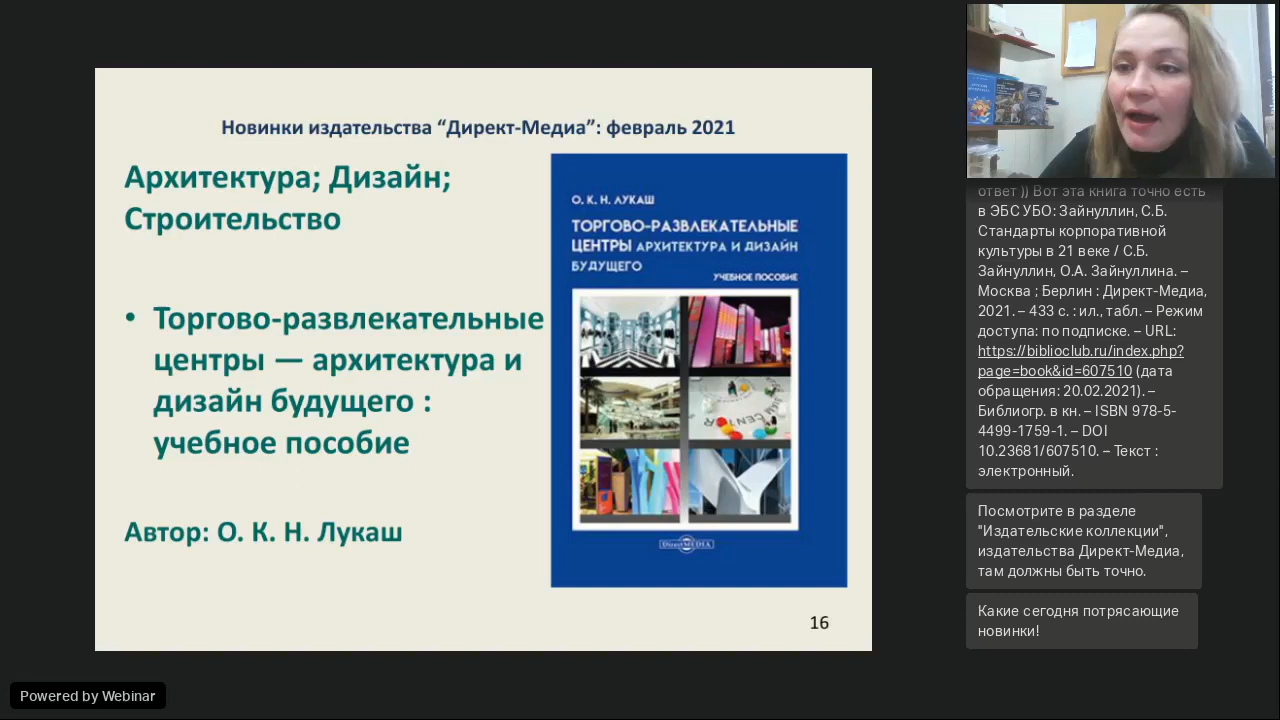 Новинки издательства “Директ-Медиа”: февраль 2021
Архитектура; Дизайн;
Строительство
• Торгово-развлекательные
центры — архитектура и
дизайн будущего :
учебное пособие
Автор: О. К. Н. Лукаш
О. К. Н. ЛУКАШ
ТОРГОВО-РАЗВЛЕКАТЕЛЬНЫЕ
ЦЕНТРЫ АРХИТЕКТУРА И ДИЗАЙН
БУДУЩЕГО
УЧЕБНОЕ ПОСОБИЕ
DirectMEDIA
16
ответ )) Вот эта книга точно есть
в ЭБС УБО: Зайнуллин, С.Б.
Стандарты корпоративной
культуры в 21 веке / С.Б.
Зайнуллин, О.А. Зайнуллина. –
Москва ; Берлин : Директ-Медиа,
2021. – 433 с. : ил., табл. – Режим
доступа: по подписке. – URL:
https://biblioclub.ru/index.php?
page=book&id=607510 (дата
обращения: 20.02.2021). –
Библиогр. в кн. – ISBN 978-5-
4499-1759-1. – DOI
10.23681/607510. – Текст :
электронный.
Посмотрите в разделе
"Издательские коллекции",
издательства Директ-Медиа,
там должны быть точно.
Какие сегодня потрясающие
новинки!
Powered by Webinar